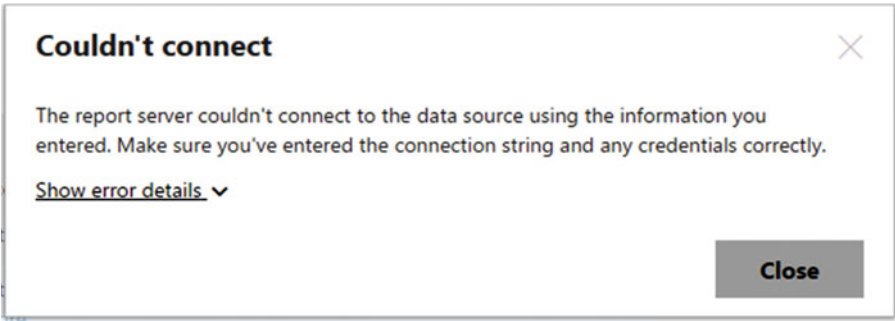 Couldn't connect
The report server couldn't connect to the data source using the information you
entered. Make sure you've entered the connection string and any credentials correctly.
Show error details
Close